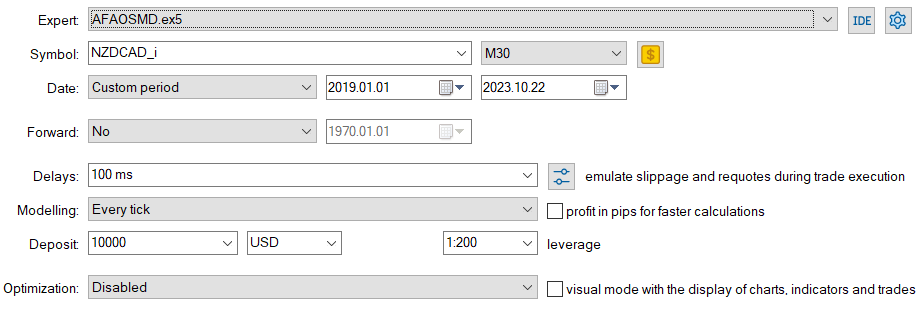 Expert: AFAOSMD.ex5 IDE
Symbol: NZDCAD_i M30 $
Date: Custom period 2019.01.01 2023.10.22
Forward: No 1970.01.01
Delays: 100 ms emulate slippage and requotes during trade execution
Modelling: Every tick profit in pips for faster calculations
Deposit: 10000 USD 1:200 leverage
Optimization: Disabled visual mode with the display of charts, indicators and trades